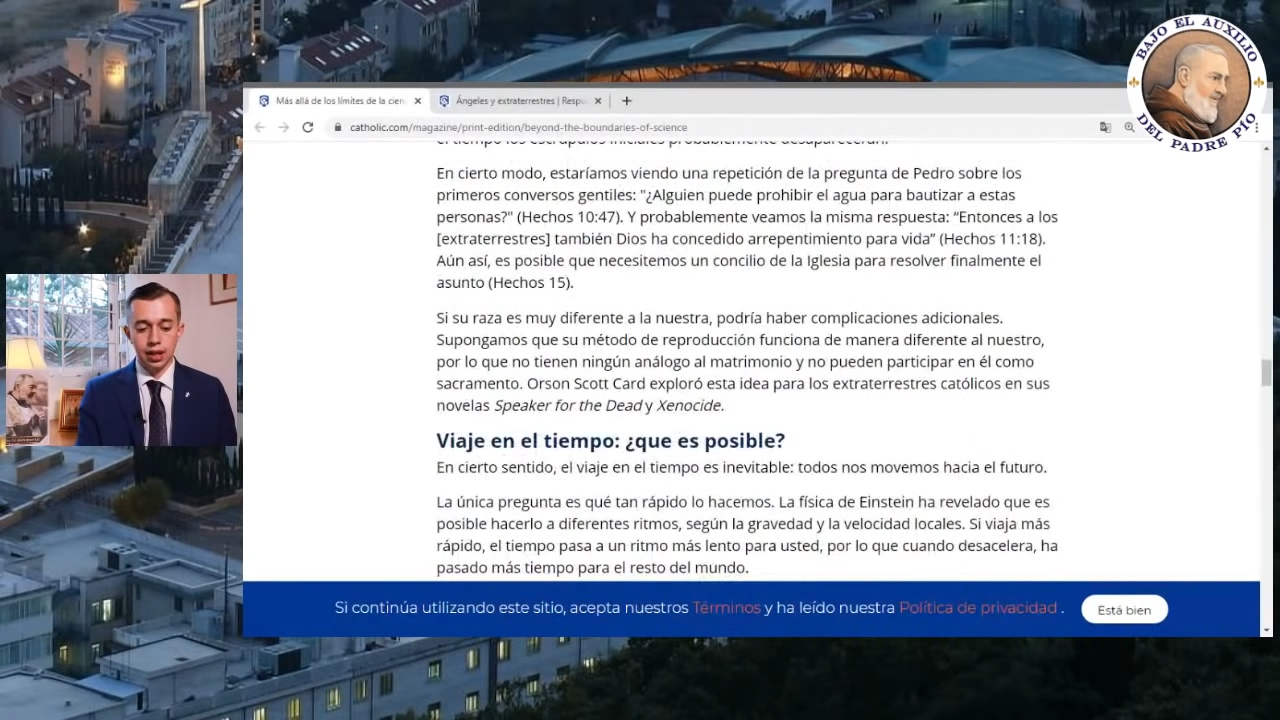 BAJO EL AUXILIO
DEL PADRE PÍO
Más allá de los límites de la cien
Ángeles y extraterrestres | Respu
catholic.com/magazine/print-edition/beyond-the-boundaries-of-science
el tiempo los escrúpulos iniciales probablemente desaparecerán.
En cierto modo, estaríamos viendo una repetición de la pregunta de Pedro sobre los
primeros conversos gentiles: "¿Alguien puede prohibir el agua para bautizar a estas
personas?" (Hechos 10:47). Y probablemente veamos la misma respuesta: “Entonces a los
[extraterrestres] también Dios ha concedido arrepentimiento para vida” (Hechos 11:18).
Aún así, es posible que necesitemos un concilio de la Iglesia para resolver finalmente el
asunto (Hechos 15).
Si su raza es muy diferente a la nuestra, podría haber complicaciones adicionales.
Supongamos que su método de reproducción funciona de manera diferente al nuestro,
por lo que no tienen ningún análogo al matrimonio y no pueden participar en él como
sacramento. Orson Scott Card exploró esta idea para los extraterrestres católicos en sus
novelas Speaker for the Dead y Xenocide.
Viaje en el tiempo: ¿que es posible?
En cierto sentido, el viaje en el tiempo es inevitable: todos nos movemos hacia el futuro.
La única pregunta es qué tan rápido lo hacemos. La física de Einstein ha revelado que es
posible hacerlo a diferentes ritmos, según la gravedad y la velocidad locales. Si viaja más
rápido, el tiempo pasa a un ritmo más lento para usted, por lo que cuando desacelera, ha
pasado más tiempo para el resto del mundo.
Si continúa utilizando este sitio, acepta nuestros Términos y ha leído nuestra Política de privacidad .
Está bien